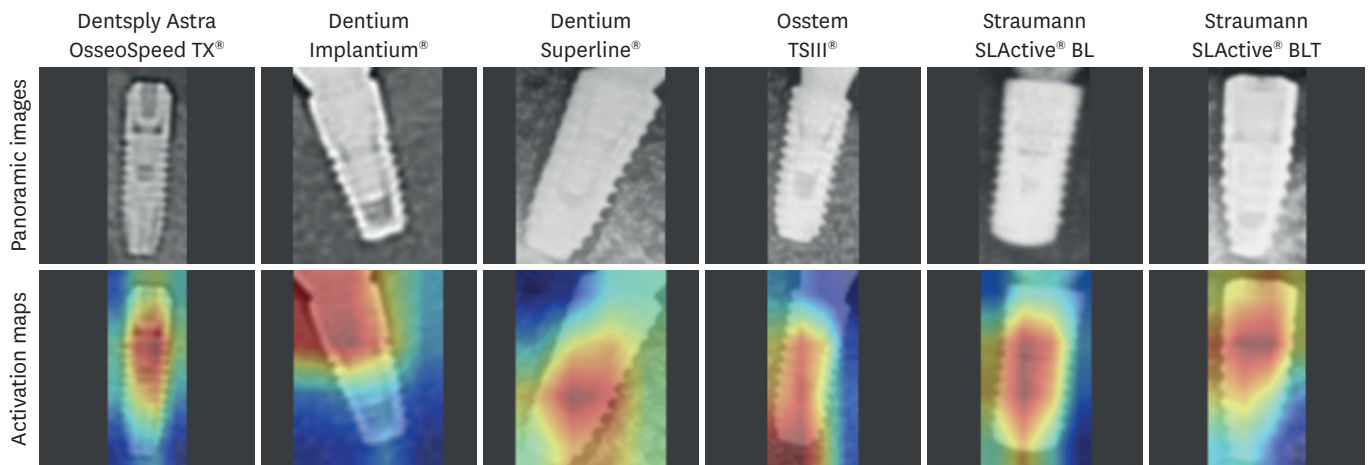 Dentsply Astra
OsseoSpeed TX®
Dentium
Implantium®
Dentium
Superline®
Osstem
TSIII®
Straumann
SLActive® BL
Straumann
SLActive® BLT
Panoramic images
Activation maps